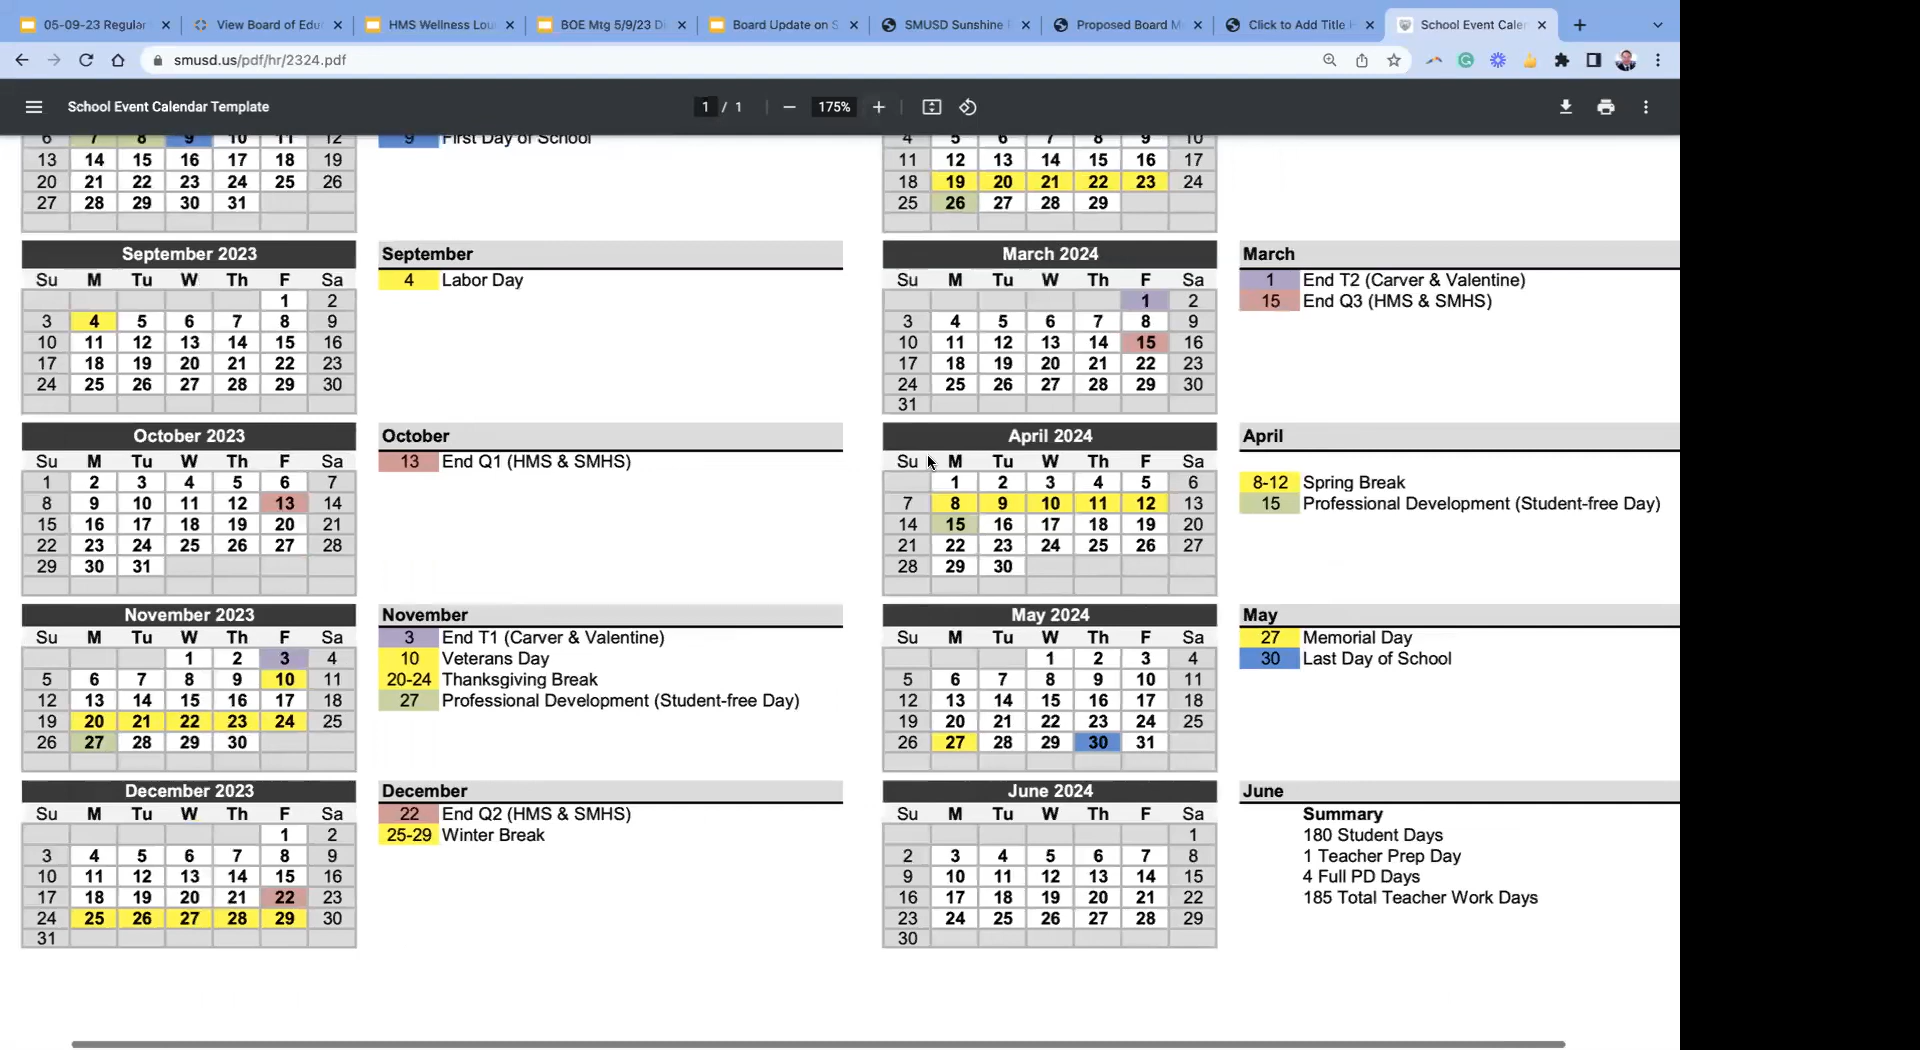 05-09-23 Regular
View Board of Edu
HMS Wellness Lou
BOE Mtg 5/9/23 Di
Board Update on S
SMUSD Sunshine
Proposed Board M
Click to Add Title
School Event Calen
smusd.us/pdf/hr/2324.pdf
School Event Calendar Template
1 / 1
175%
6 7 8 9 10 11 12
13 14 15 16 17 18 19
20 21 22 23 24 25 26
27 28 29 30 31
9 First Day of School
September 2023
Su M Tu W Th F Sa
1 2
3 4 5 6 7 8 9
10 11 12 13 14 15 16
17 18 19 20 21 22 23
24 25 26 27 28 29 30
September
4 Labor Day
October 2023
Su M Tu W Th F Sa
1 2 3 4 5 6 7
8 9 10 11 12 13 14
15 16 17 18 19 20 21
22 23 24 25 26 27 28
29 30 31
October
13 End Q1 (HMS & SMHS)
November 2023
Su M Tu W Th F Sa
1 2 3 4
5 6 7 8 9 10 11
12 13 14 15 16 17 18
19 20 21 22 23 24 25
26 27 28 29 30
November
3 End T1 (Carver & Valentine)
10 Veterans Day
20-24 Thanksgiving Break
27 Professional Development (Student-free Day)
December 2023
Su M Tu W Th F Sa
1 2
3 4 5 6 7 8 9
10 11 12 13 14 15 16
17 18 19 20 21 22 23
24 25 26 27 28 29 30
31
December
22 End Q2 (HMS & SMHS)
25-29 Winter Break
4 5 6 7 8 9 10
11 12 13 14 15 16 17
18 19 20 21 22 23 24
25 26 27 28 29
March 2024
Su M Tu W Th F Sa
1 2
3 4 5 6 7 8 9
10 11 12 13 14 15 16
17 18 19 20 21 22 23
24 25 26 27 28 29 30
31
March
1 End T2 (Carver & Valentine)
15 End Q3 (HMS & SMHS)
April 2024
Su M Tu W Th F Sa
1 2 3 4 5 6
7 8 9 10 11 12 13
14 15 16 17 18 19 20
21 22 23 24 25 26 27
28 29 30
April
8-12 Spring Break
15 Professional Development (Student-free Day)
May 2024
Su M Tu W Th F Sa
1 2 3 4
5 6 7 8 9 10 11
12 13 14 15 16 17 18
19 20 21 22 23 24 25
26 27 28 29 30 31
May
27 Memorial Day
30 Last Day of School
June 2024
Su M Tu W Th F Sa
1
2 3 4 5 6 7 8
9 10 11 12 13 14 15
16 17 18 19 20 21 22
23 24 25 26 27 28 29
30
June
Summary
180 Student Days
1 Teacher Prep Day
4 Full PD Days
185 Total Teacher Work Days